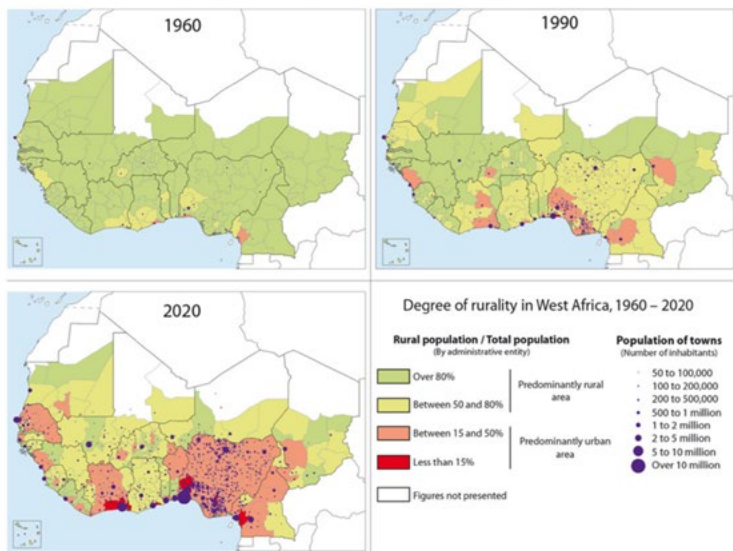 1960
1990
2020
Degree of rurality in West Africa, 1960 – 2020
Rural population / Total population
(By administrative entity)
Over 80%
Between 50 and 80%
Predominantly rural
area
Between 15 and 50%
Less than 15%
Predominantly urban
area
Figures not presented
Population of towns
(Number of inhabitants)
50 to 100,000
100 to 200,000
200 to 500,000
500 to 1 million
1 to 2 million
2 to 5 million
5 to 10 million
Over 10 million